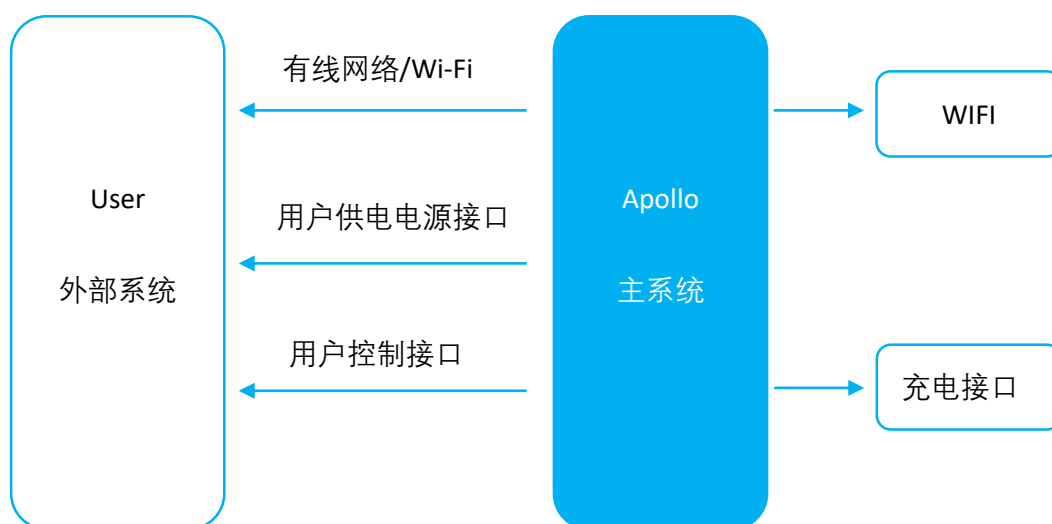 有线网络/Wi-Fi
WIFI
User
外部系统
用户供电电源接口
Apollo
主系统
用户控制接口
充电接口